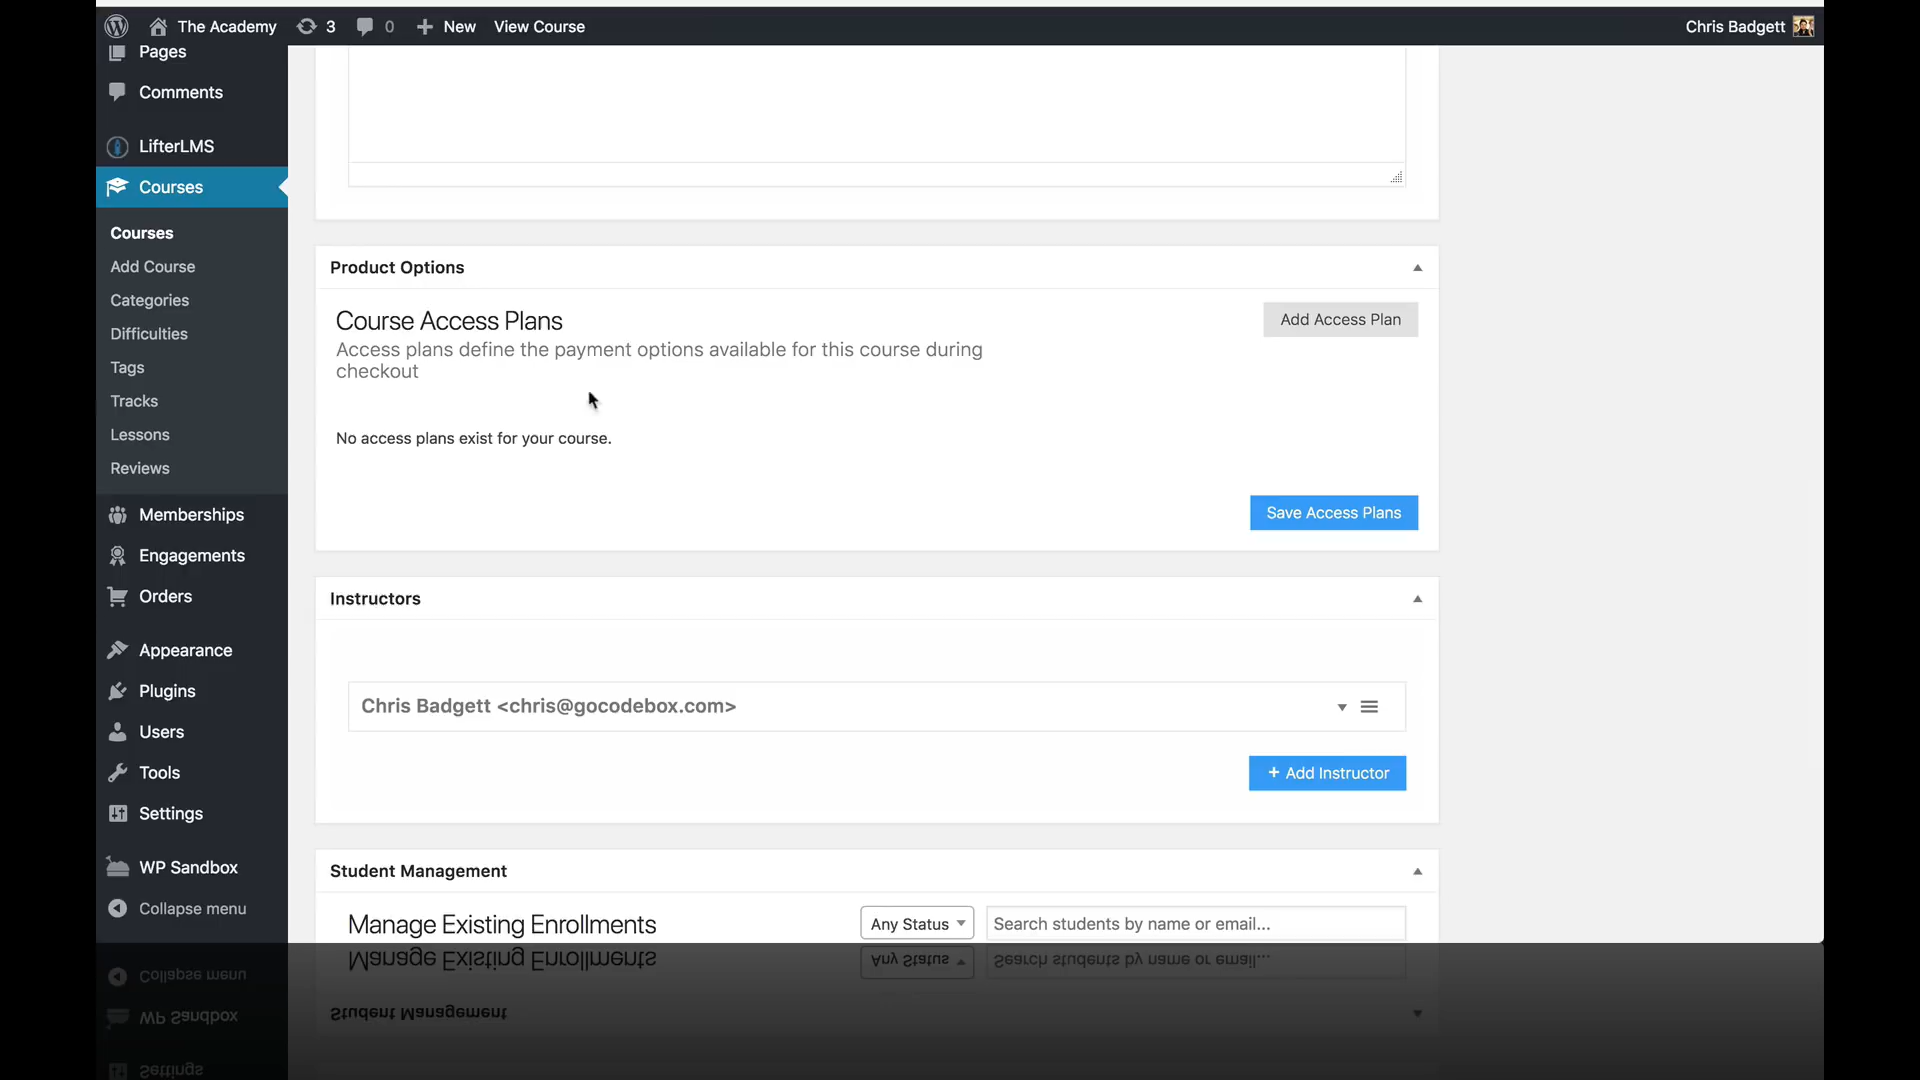 The Academy 3 0 New View Course Chris Badgett
Pages
Comments
LifterLMS
Courses
Courses
Add Course
Categories
Difficulties
Tags
Tracks
Lessons
Reviews
Memberships
Engagements
Orders
Appearance
Plugins
Users
Tools
Settings
WP Sandbox
Collapse menu
Product Options
Course Access Plans
Add Access Plan
Access plans define the payment options available for this course during
checkout
No access plans exist for your course.
Save Access Plans
Instructors
Chris Badgett <chris@gocodebox.com>
+ Add Instructor
Student Management
Manage Existing Enrollments
Any Status
Search students by name or email...